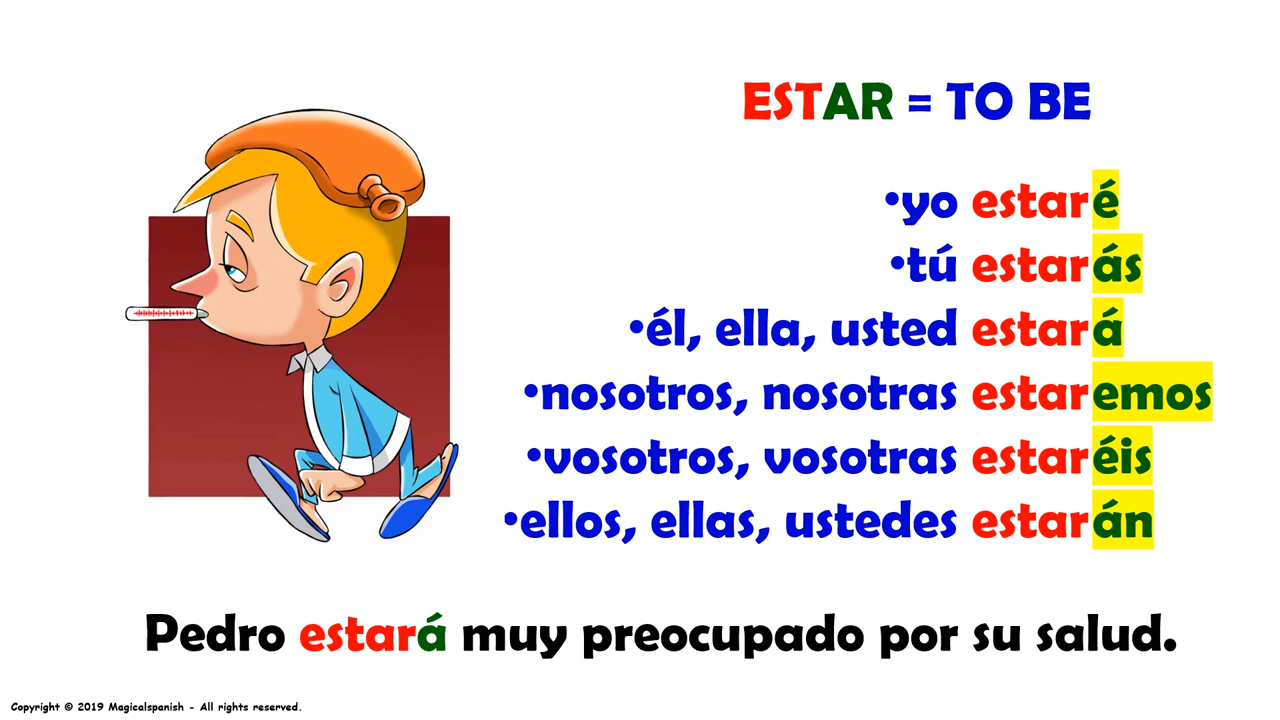 ESTAR = TO BE
•yo estaré
•tú estarás
•él, ella, usted estará
•nosotros, nosotras estaremos
•vosotros, vosotras estaréis
•ellos, ellas, ustedes estarán
Pedro estará muy preocupado por su salud.
Copyright © 2019 Magicalspanish - All rights reserved.